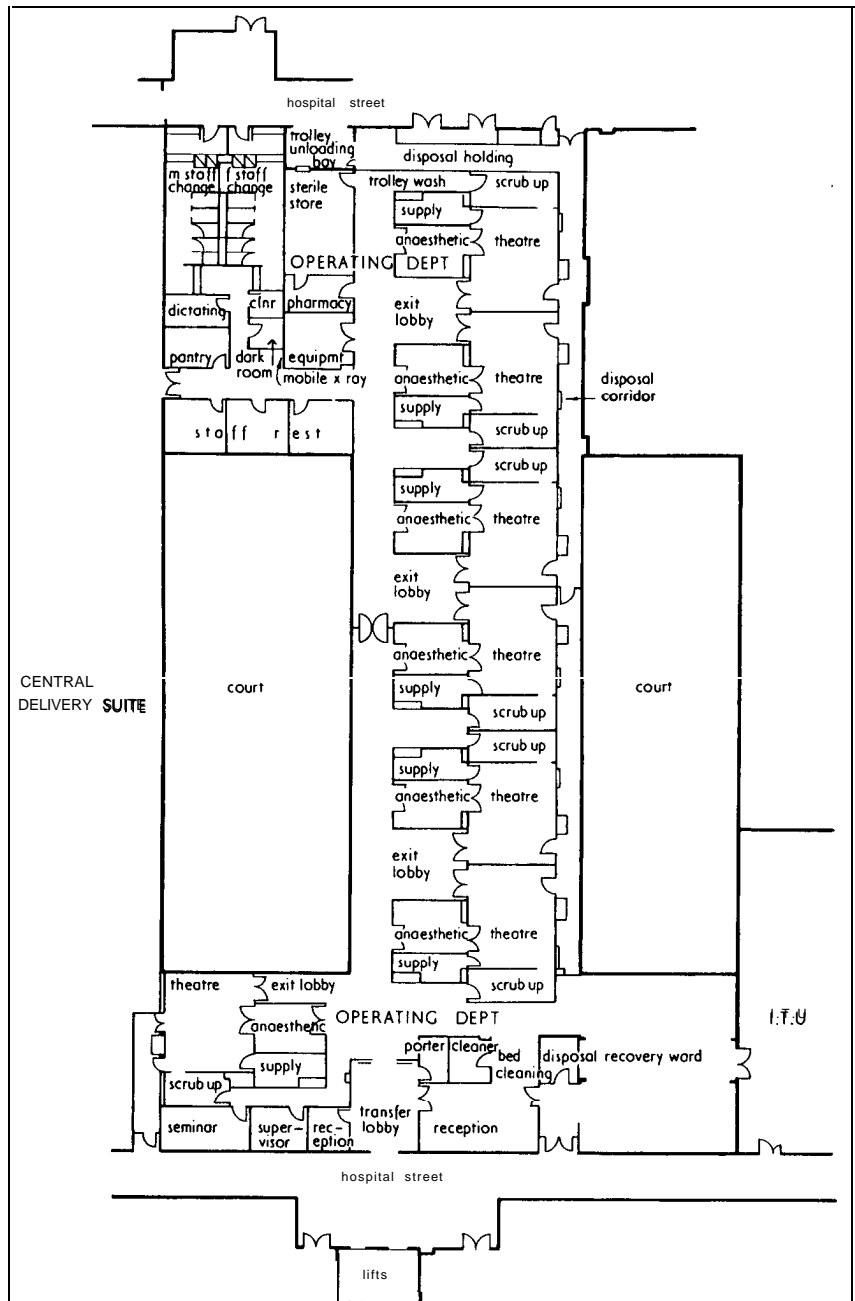 hospital street
trolley
unloading
bay
disposal holding
m staff
change
f staff
change
sterile
store
trolley wash
scrub up
supply
anaesthetic
theatre
OPERATING DEPT
dictating
clnr
pharmacy
exit
lobby
pantry
dark
room
equipmt
mobile x ray
anaesthetic
theatre
disposal
corridor
supply
staff rest
scrub up
scrub up
supply
anaesthetic
theatre
exit
lobby
anaesthetic
theatre
CENTRAL
DELIVERY SUITE
court
supply
court
scrub up
scrub up
supply
anaesthetic
theatre
exit
lobby
anaesthetic
theatre
supply
theatre
exit lobby
scrub up
anaesthetic
OPERATING DEPT
I.T.U
porter
cleaner
bed
cleaning
disposal
recovery ward
supply
scrub up
seminar
super-
visor
rec-
eption
transfer
lobby
reception
hospital street
lifts